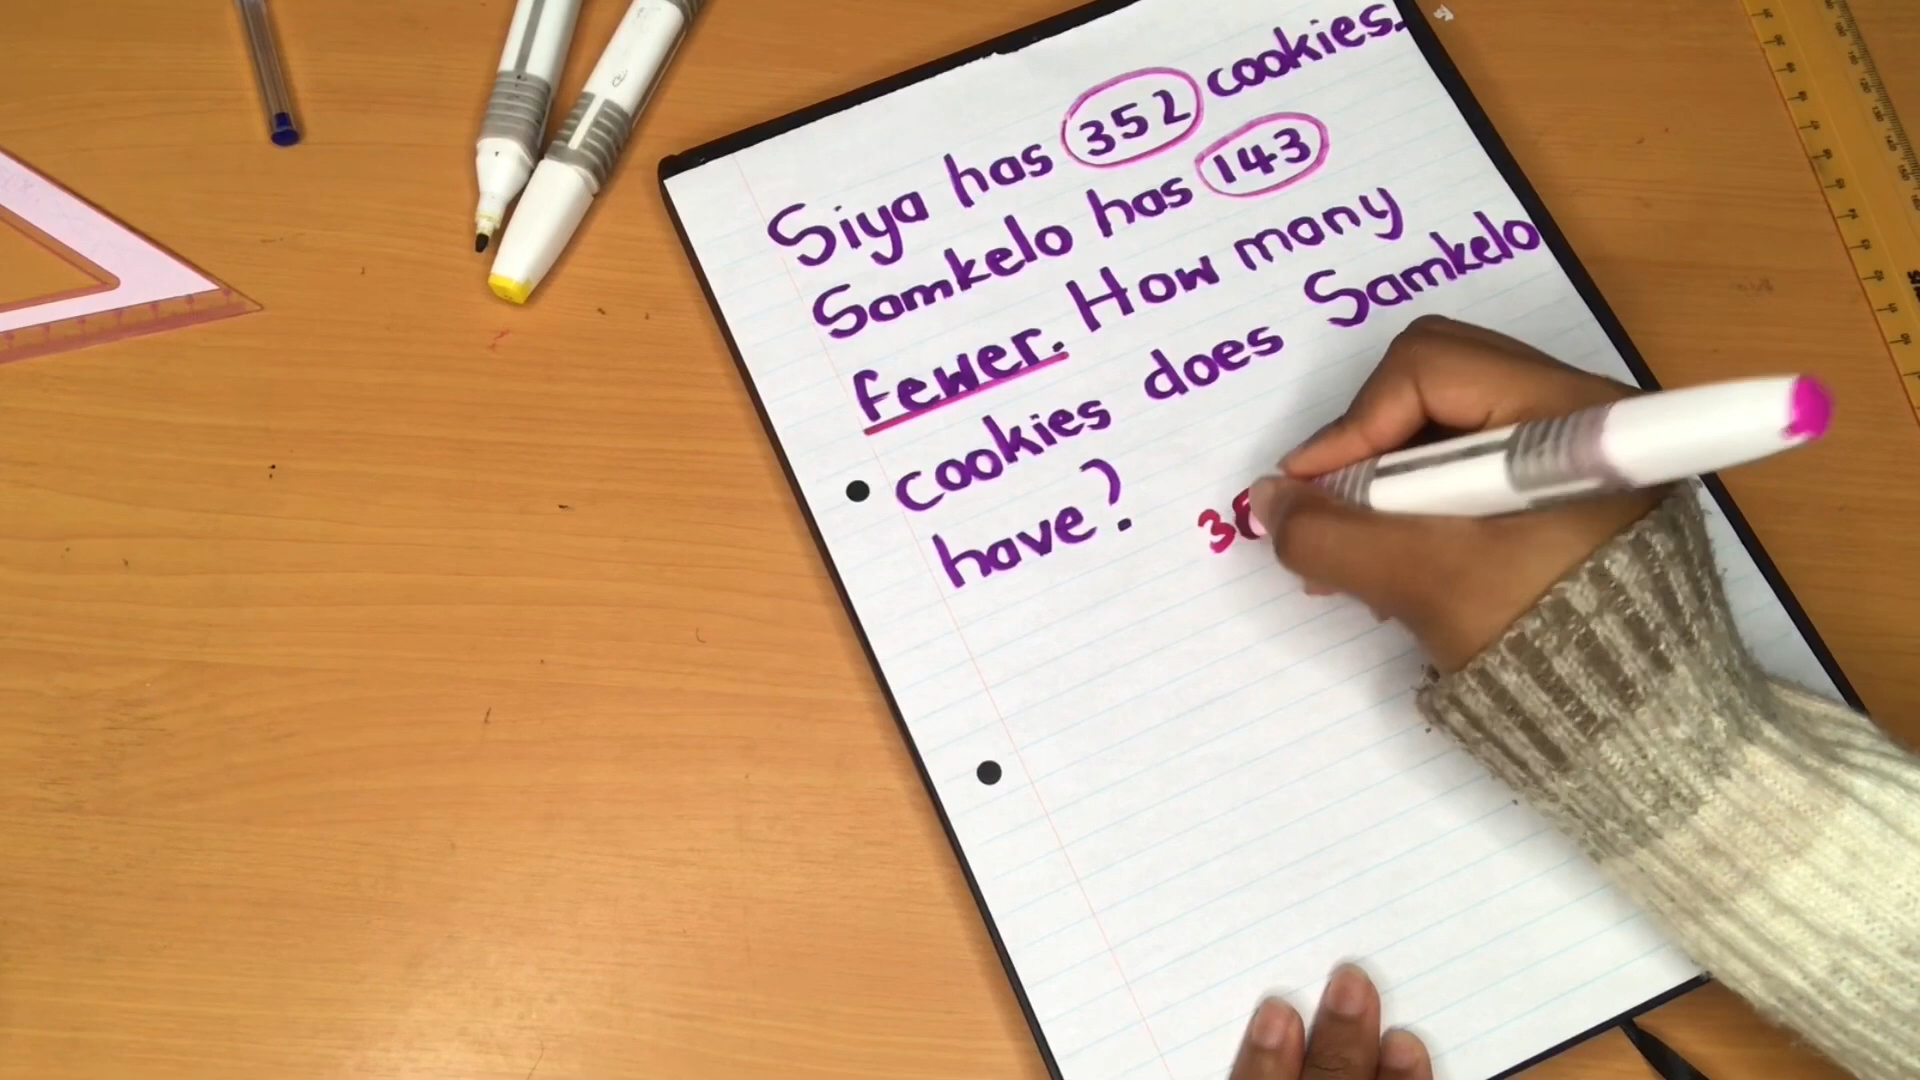 Siya has 352 cookies.
Samkelo has 143
fewer. How many
cookies does Samkelo
have?